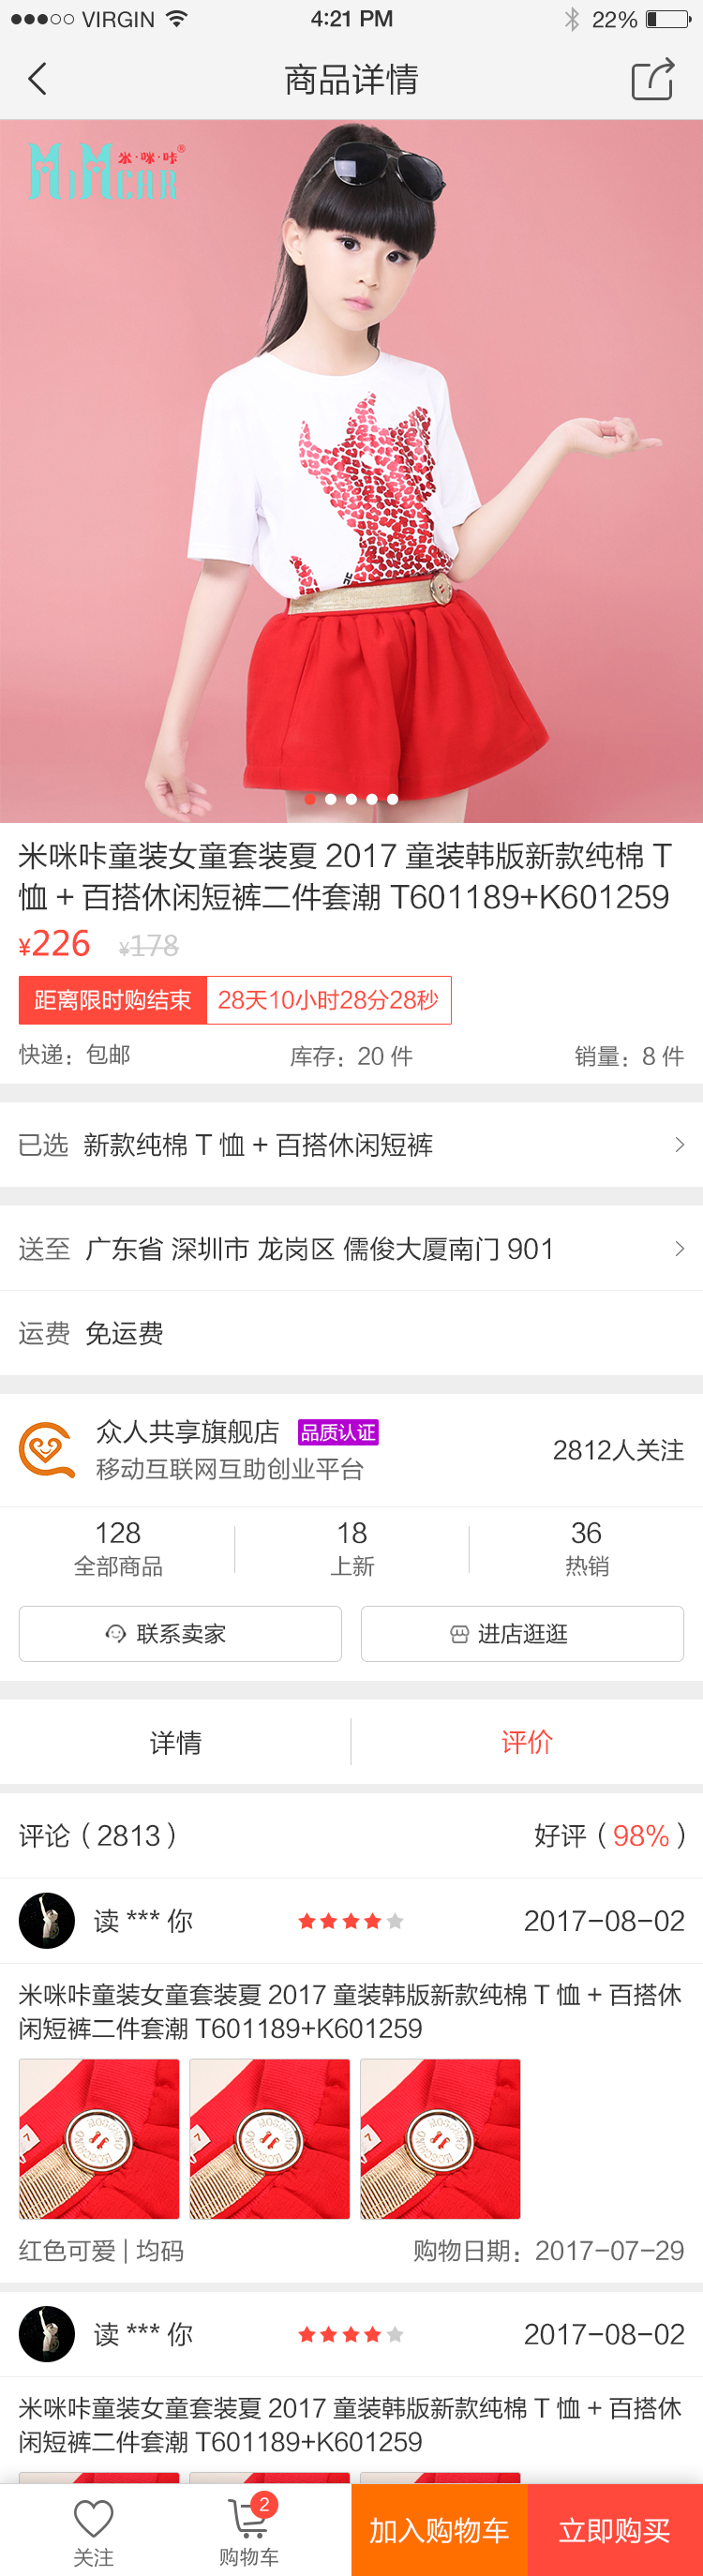 VIRGIN
4:21 PM
22%
商品详情
米·咪·咔®
MiMCAR
米咪咔童装女童套装夏 2017 童装韩版新款纯棉 T
恤 + 百搭休闲短裤二件套潮 T601189+K601259
¥226 ¥178
距离限时购结束 28天10小时28分28秒
快递：包邮 库存：20 件 销量：8 件
已选 新款纯棉 T 恤 + 百搭休闲短裤
送至 广东省 深圳市 龙岗区 儒俊大厦南门 901
运费 免运费
众人共享旗舰店 品质认证
移动互联网互助创业平台
2812人关注
128 18 36
全部商品 上新 热销
联系卖家 进店逛逛
详情 评价
评论（2813） 好评（98%）
读 *** 你 2017-08-02
米咪咔童装女童套装夏 2017 童装韩版新款纯棉 T 恤 + 百搭休
闲短裤二件套潮 T601189+K601259
红色可爱 | 均码 购物日期：2017-07-29
读 *** 你 2017-08-02
米咪咔童装女童套装夏 2017 童装韩版新款纯棉 T 恤 + 百搭休
闲短裤二件套潮 T601189+K601259
2
关注 购物车 加入购物车 立即购买